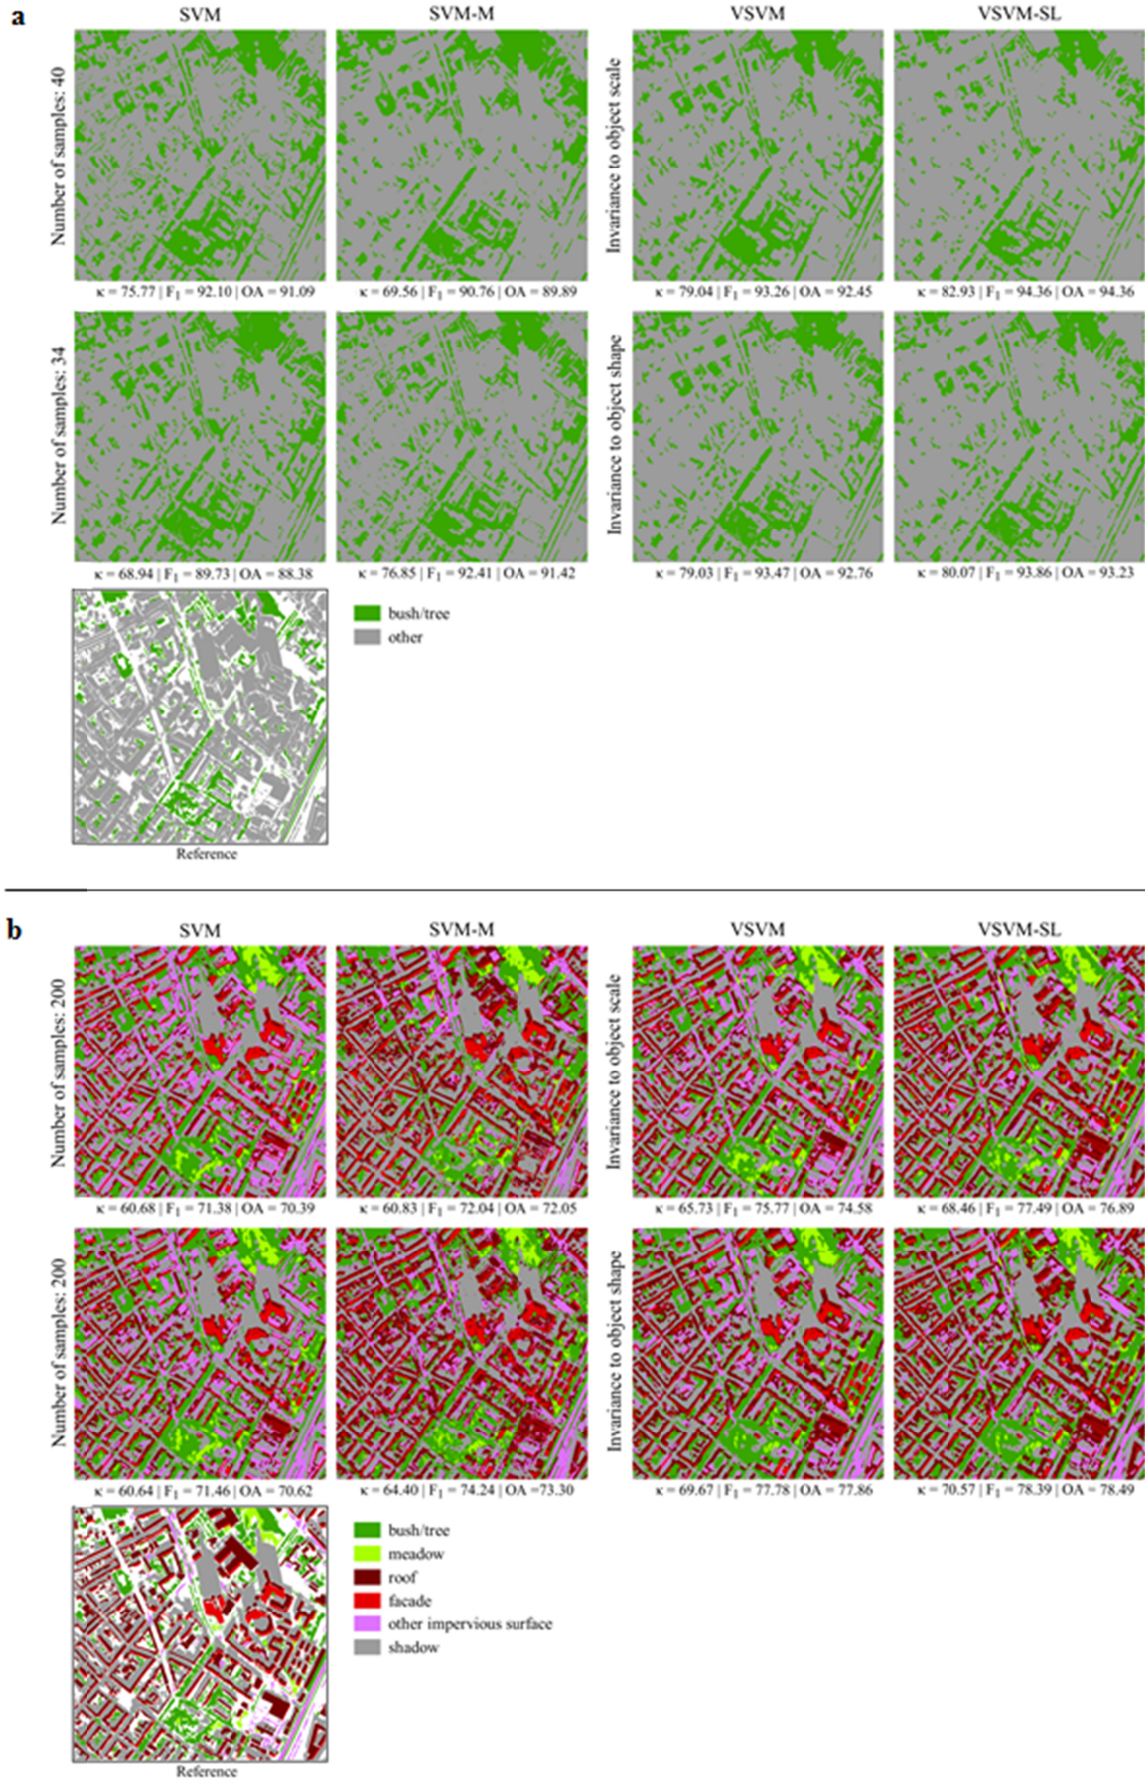 a
SVM
SVM-M
VSVM
VSVM-SL
Number of samples: 40
Invariance to object scale
κ = 75.77 | F1 = 92.10 | OA = 91.09
κ = 69.56 | F1 = 90.76 | OA = 89.89
κ = 79.04 | F1 = 93.26 | OA = 92.45
κ = 82.93 | F1 = 94.36 | OA = 94.36
Number of samples: 34
Invariance to object shape
κ = 68.94 | F1 = 89.73 | OA = 88.38
κ = 76.85 | F1 = 92.41 | OA = 91.42
κ = 79.03 | F1 = 93.47 | OA = 92.76
κ = 80.07 | F1 = 93.86 | OA = 93.23
bush/tree
other
Reference
b
SVM
SVM-M
VSVM
VSVM-SL
Number of samples: 200
Invariance to object scale
κ = 60.68 | F1 = 71.38 | OA = 70.39
κ = 60.83 | F1 = 72.04 | OA = 72.05
κ = 65.73 | F1 = 75.77 | OA = 74.58
κ = 68.46 | F1 = 77.49 | OA = 76.89
Number of samples: 200
Invariance to object shape
κ = 60.64 | F1 = 71.46 | OA = 70.62
κ = 64.40 | F1 = 74.24 | OA =73.30
κ = 69.67 | F1 = 77.78 | OA = 77.86
κ = 70.57 | F1 = 78.39 | OA = 78.49
bush/tree
meadow
roof
facade
other impervious surface
shadow
Reference